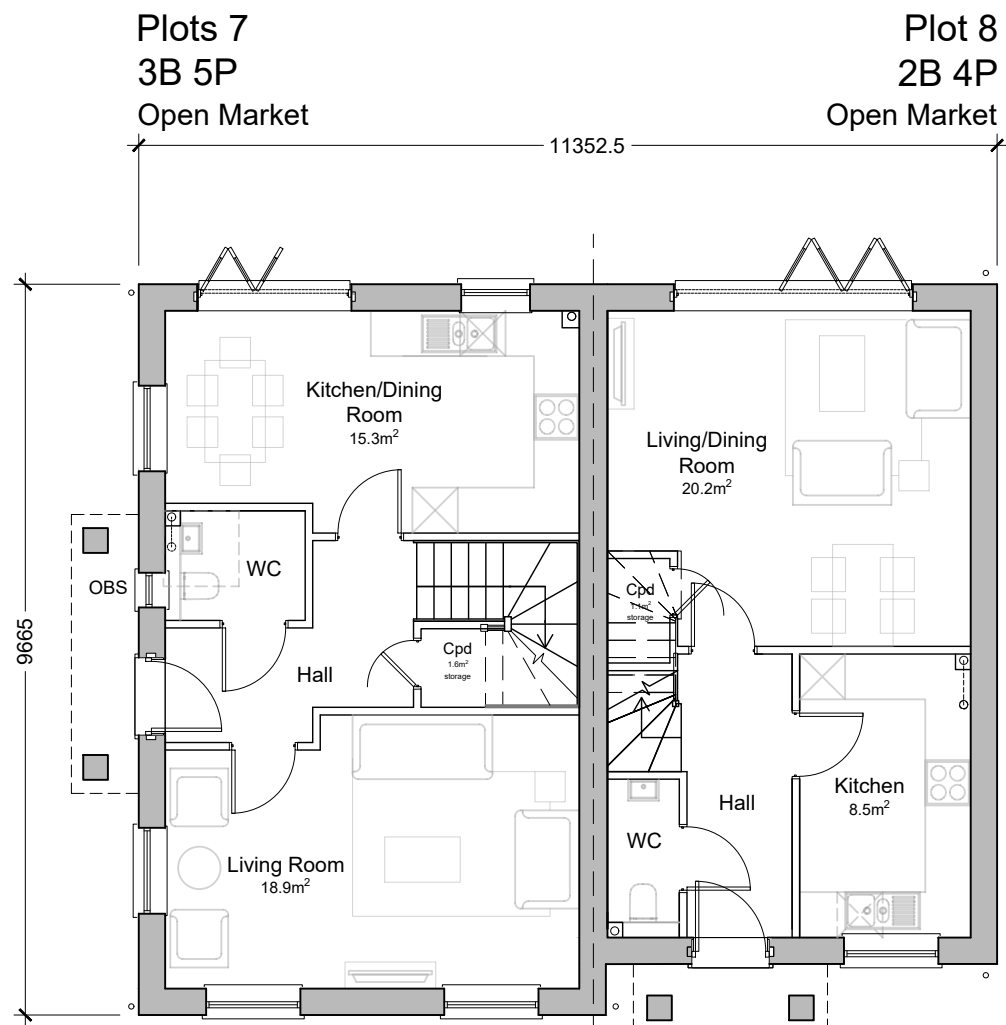 Plots 7
3B 5P
Open Market
Plot 8
2B 4P
Open Market
11352.5
9665
Kitchen/Dining
Room
15.3m²
Living/Dining
Room
20.2m²
OBS
WC
Hall
Cpd
1.6m²
storage
Cpd
1.1m²
storage
Living Room
18.9m²
Hall
WC
Kitchen
8.5m²